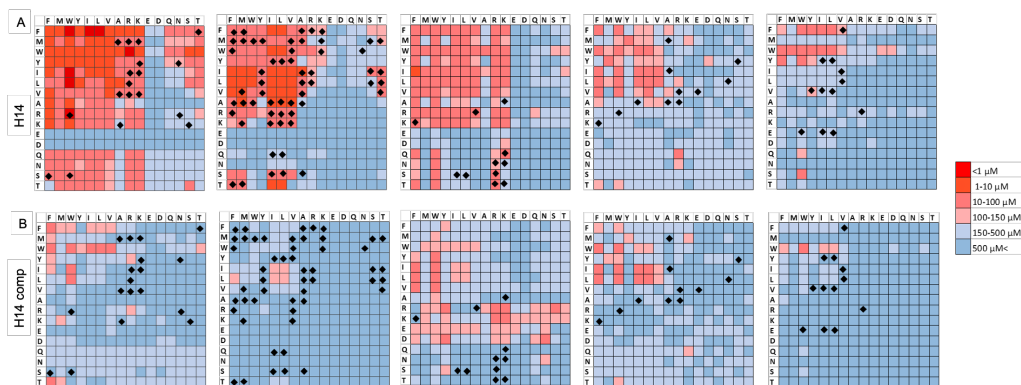 A
F M W Y I L V A R K E D Q N S T
F M W Y I L V A R K E D Q N S T
F M W Y I L V A R K E D Q N S T
F M W Y I L V A R K E D Q N S T
F M W Y I L V A R K E D Q N S T
H14
F F F F F
M M M M M
W W W W W
Y Y Y Y Y
I I I I I
L L L L L
V V V V V
A A A A A
R R R R R
K K K K K
E E E E E
D D D D D
Q Q Q Q Q
N N N N N
S S S S S
T T T T T
<1 µM
1-10 µM
10-100 µM
100-150 µM
150-500 µM
500 µM<
B
F M W Y I L V A R K E D Q N S T
F M W Y I L V A R K E D Q N S T
F M W Y I L V A R K E D Q N S T
F M W Y I L V A R K E D Q N S T
F M W Y I L V A R K E D Q N S T
H14 comp
F F F F F
M M M M M
W W W W W
Y Y Y Y Y
I I I I I
L L L L L
V V V V V
A A A A A
R R R R R
K K K K K
E E E E E
D D D D D
Q Q Q Q Q
N N N N N
S S S S S
T T T T T